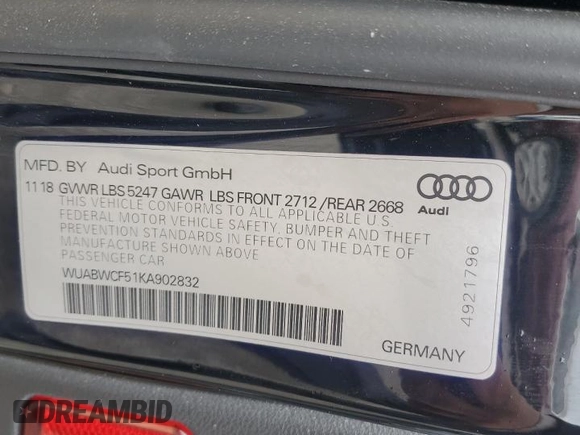 MFD. BY Audi Sport GmbH
11 18 GVWR LBS 5247 GAWR LBS FRONT 2712 / REAR 2668
THIS VEHICLE CONFORMS TO ALL APPLICABLE U.S.
FEDERAL MOTOR VEHICLE SAFETY, BUMPER AND THEFT
PREVENTION STANDARDS IN EFFECT ON THE DATE OF
MANUFACTURE SHOWN ABOVE
PASSENGER CAR
WUABWCF51KA902832
Audi
4921796
GERMANY
DREAMBID